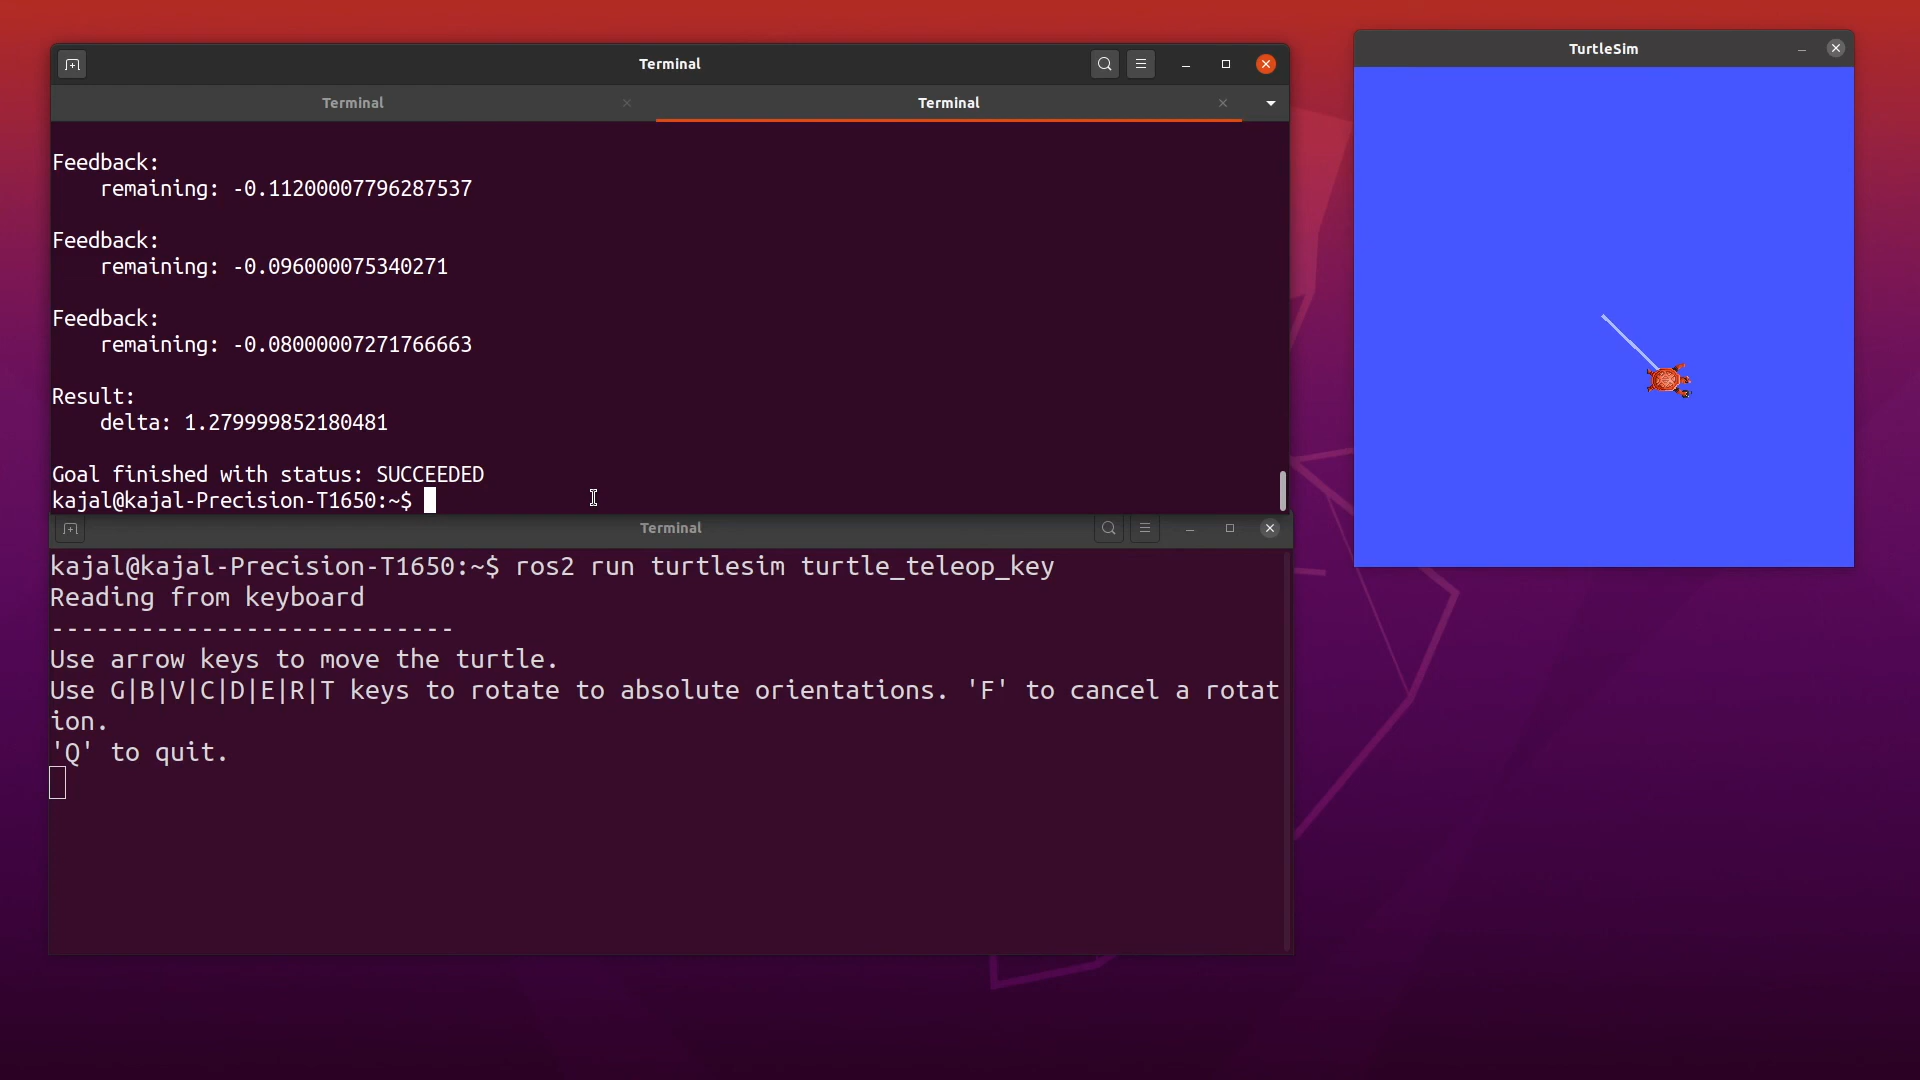 Terminal
Terminal
Terminal
Feedback:
remaining: -0.11200007796287537
Feedback:
remaining: -0.096000075340271
Feedback:
remaining: -0.08000007271766663
Result:
delta: 1.279999852180481
Goal finished with status: SUCCEEDED
kajal@kajal-Precision-T1650:~$
Terminal
kajal@kajal-Precision-T1650:~$ ros2 run turtlesim turtle_teleop_key
Reading from keyboard
---------------------------
Use arrow keys to move the turtle.
Use G|B|V|C|D|E|R|T keys to rotate to absolute orientations. 'F' to cancel a rotat
ion.
'Q' to quit.
TurtleSim